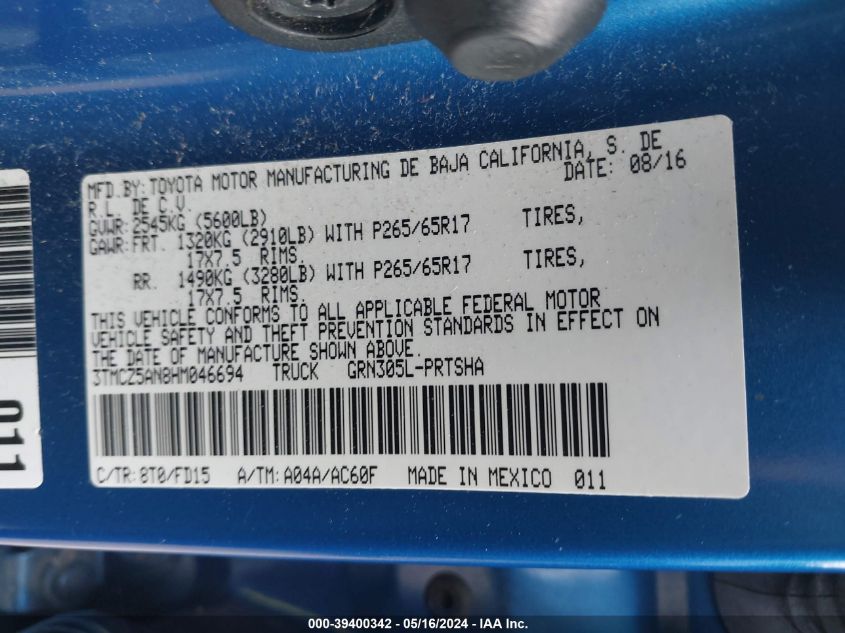 MFD.BY: TOYOTA MOTOR MANUFACTURING DE BAJA CALIFORNIA, S. DE
R.L. DE C.V. DATE: 08/16
GVWR: 2545KG (5600LB)
GAWR: FRT. 1320KG (2910LB) WITH P265/65R17 TIRES,
17X7.5 RIMS.
RR. 1490KG (3280LB) WITH P265/65R17 TIRES,
17X7.5 RIMS.
THIS VEHICLE CONFORMS TO ALL APPLICABLE FEDERAL MOTOR
VEHICLE SAFETY AND THEFT PREVENTION STANDARDS IN EFFECT ON
THE DATE OF MANUFACTURE SHOWN ABOVE.
3TMCZ5AN8HM046694 TRUCK GRN305L-PRTSHA
C/TR: 8T0/FD15 A/TM: A04A/AC60F MADE IN MEXICO 011
011
000-39400342 - 05/16/2024 - IAA Inc.